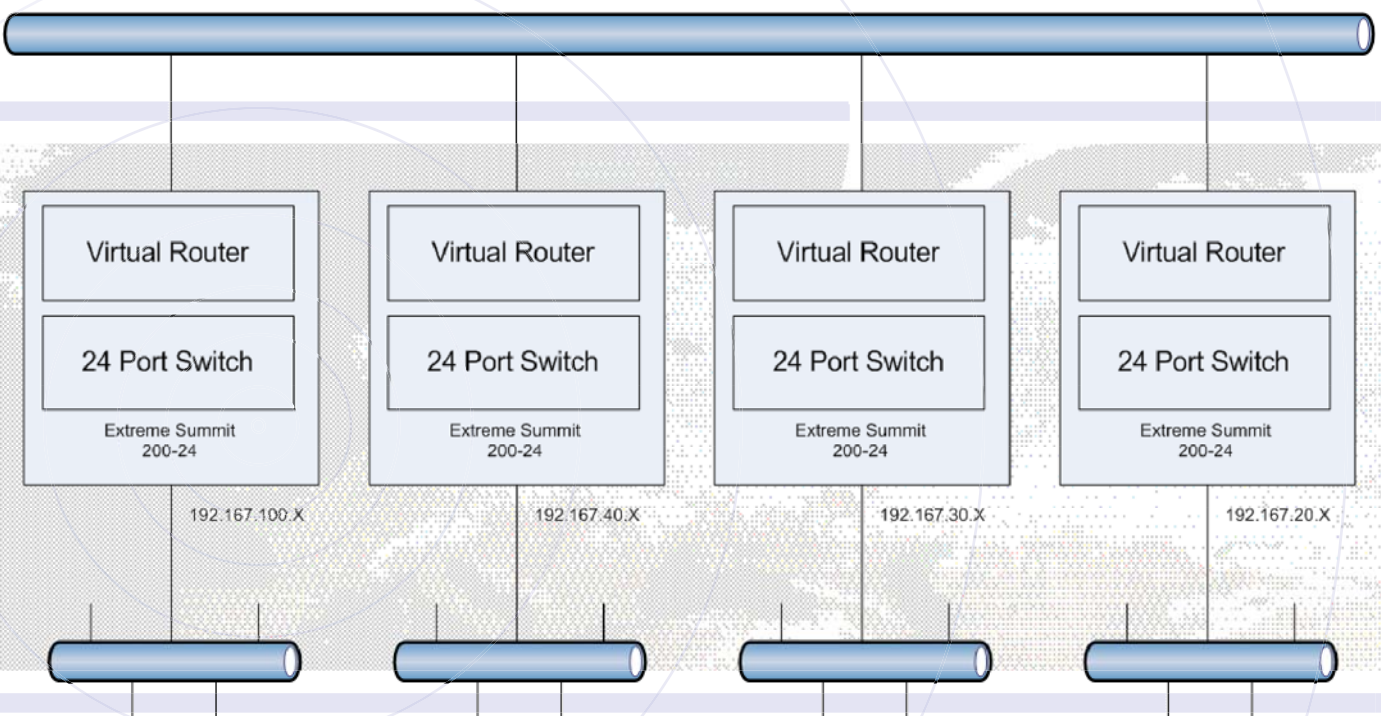 Virtual Router
24 Port Switch
Extreme Summit
200-24
192.167.100.X
Virtual Router
24 Port Switch
Extreme Summit
200-24
192.167.40.X
Virtual Router
24 Port Switch
Extreme Summit
200-24
192.167.30.X
Virtual Router
24 Port Switch
Extreme Summit
200-24
192.167.20.X